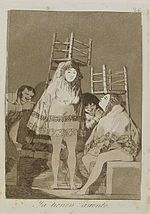 Ya tienen asiento.